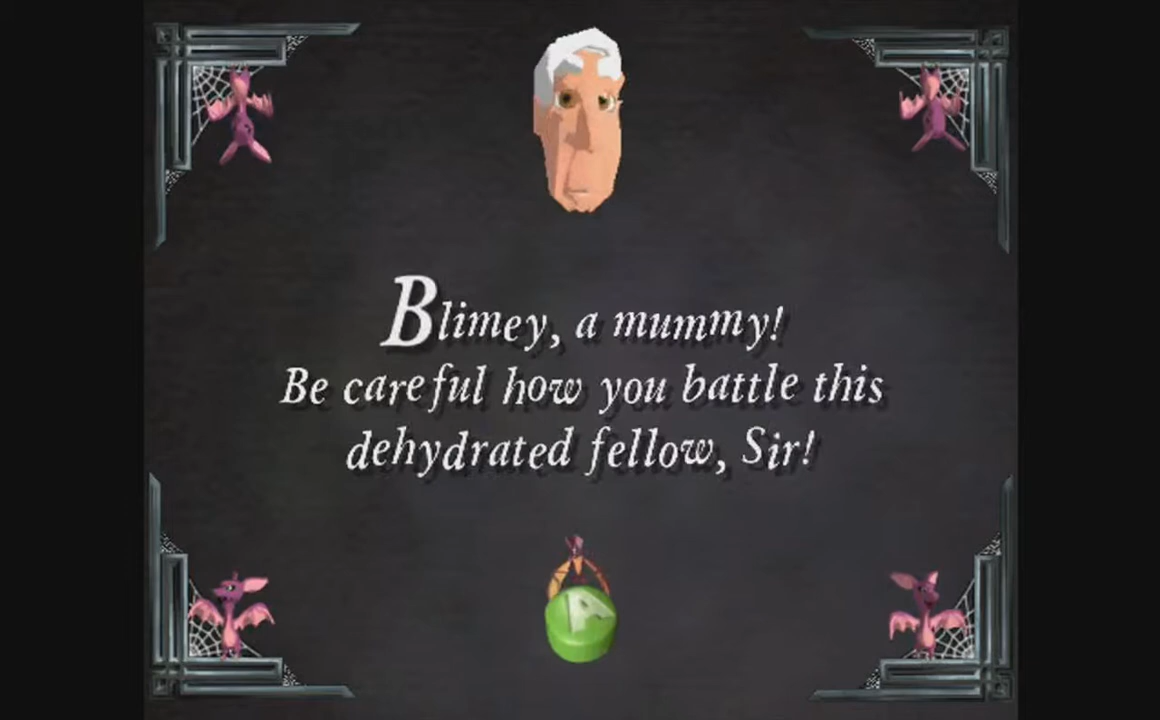 Blimey, a mummy!
Be careful how you battle this
dehydrated fellow, Sir!
A